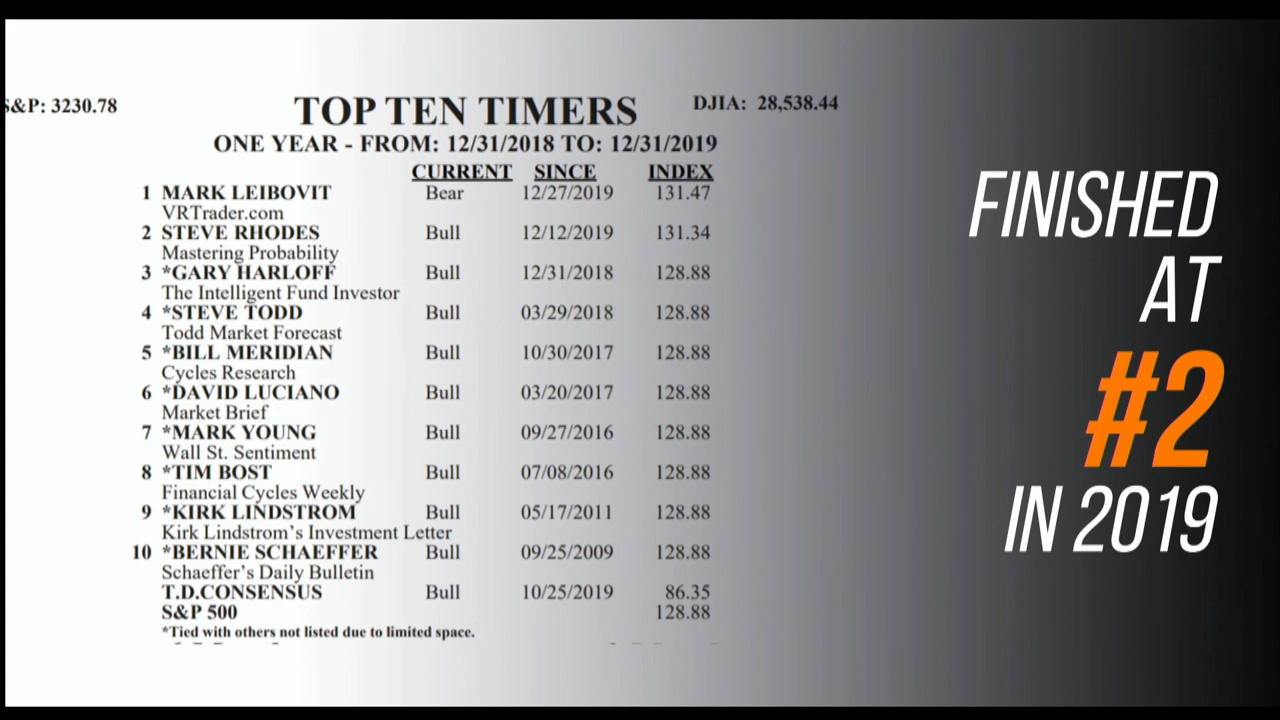 S&P: 3230.78
TOP TEN TIMERS
DJIA: 28,538.44
ONE YEAR - FROM: 12/31/2018 TO: 12/31/2019
CURRENT SINCE INDEX
1 MARK LEIBOVIT Bear 12/27/2019 131.47
VRTrader.com
2 STEVE RHODES Bull 12/12/2019 131.34
Mastering Probability
3 *GARY HARLOFF Bull 12/31/2018 128.88
The Intelligent Fund Investor
4 *STEVE TODD Bull 03/29/2018 128.88
Todd Market Forecast
5 *BILL MERIDIAN Bull 10/30/2017 128.88
Cycles Research
6 *DAVID LUCIANO Bull 03/20/2017 128.88
Market Brief
7 *MARK YOUNG Bull 09/27/2016 128.88
Wall St. Sentiment
8 *TIM BOST Bull 07/08/2016 128.88
Financial Cycles Weekly
9 *KIRK LINDSTROM Bull 05/17/2011 128.88
Kirk Lindstrom's Investment Letter
10 *BERNIE SCHAEFFER Bull 09/25/2009 128.88
Schaeffer's Daily Bulletin
T.D.CONSENSUS Bull 10/25/2019 86.35
S&P 500 128.88
*Tied with others not listed due to limited space.
FINISHED
AT
#2
IN 2019